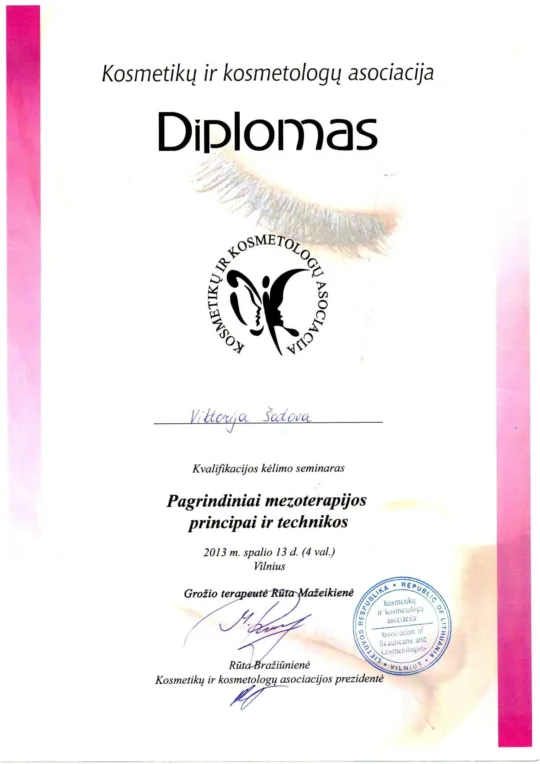 Kosmetikų ir kosmetologų asociacija
Diplomas
KOSMETIKŲ IR KOSMETOLOGŲ ASOCIACIJA
Viktorija Šatova
Kvalifikacijos kėlimo seminaras
Pagrindiniai mezoterapijos
principai ir technikos
2013 m. spalio 13 d. (4 val.)
Vilnius
Grožio terapeutė Rūta Mažeikienė
LIETUVOS RESPUBLIKA • REPUBLIC OF LITHUANIA • VILNIUS •
Kosmetikų
ir kosmetologų
asociacija
Association of
Beauticans and
Cosmetologists
Rūta Bražiūnienė
Kosmetikų ir kosmetologų asociacijos prezidentė